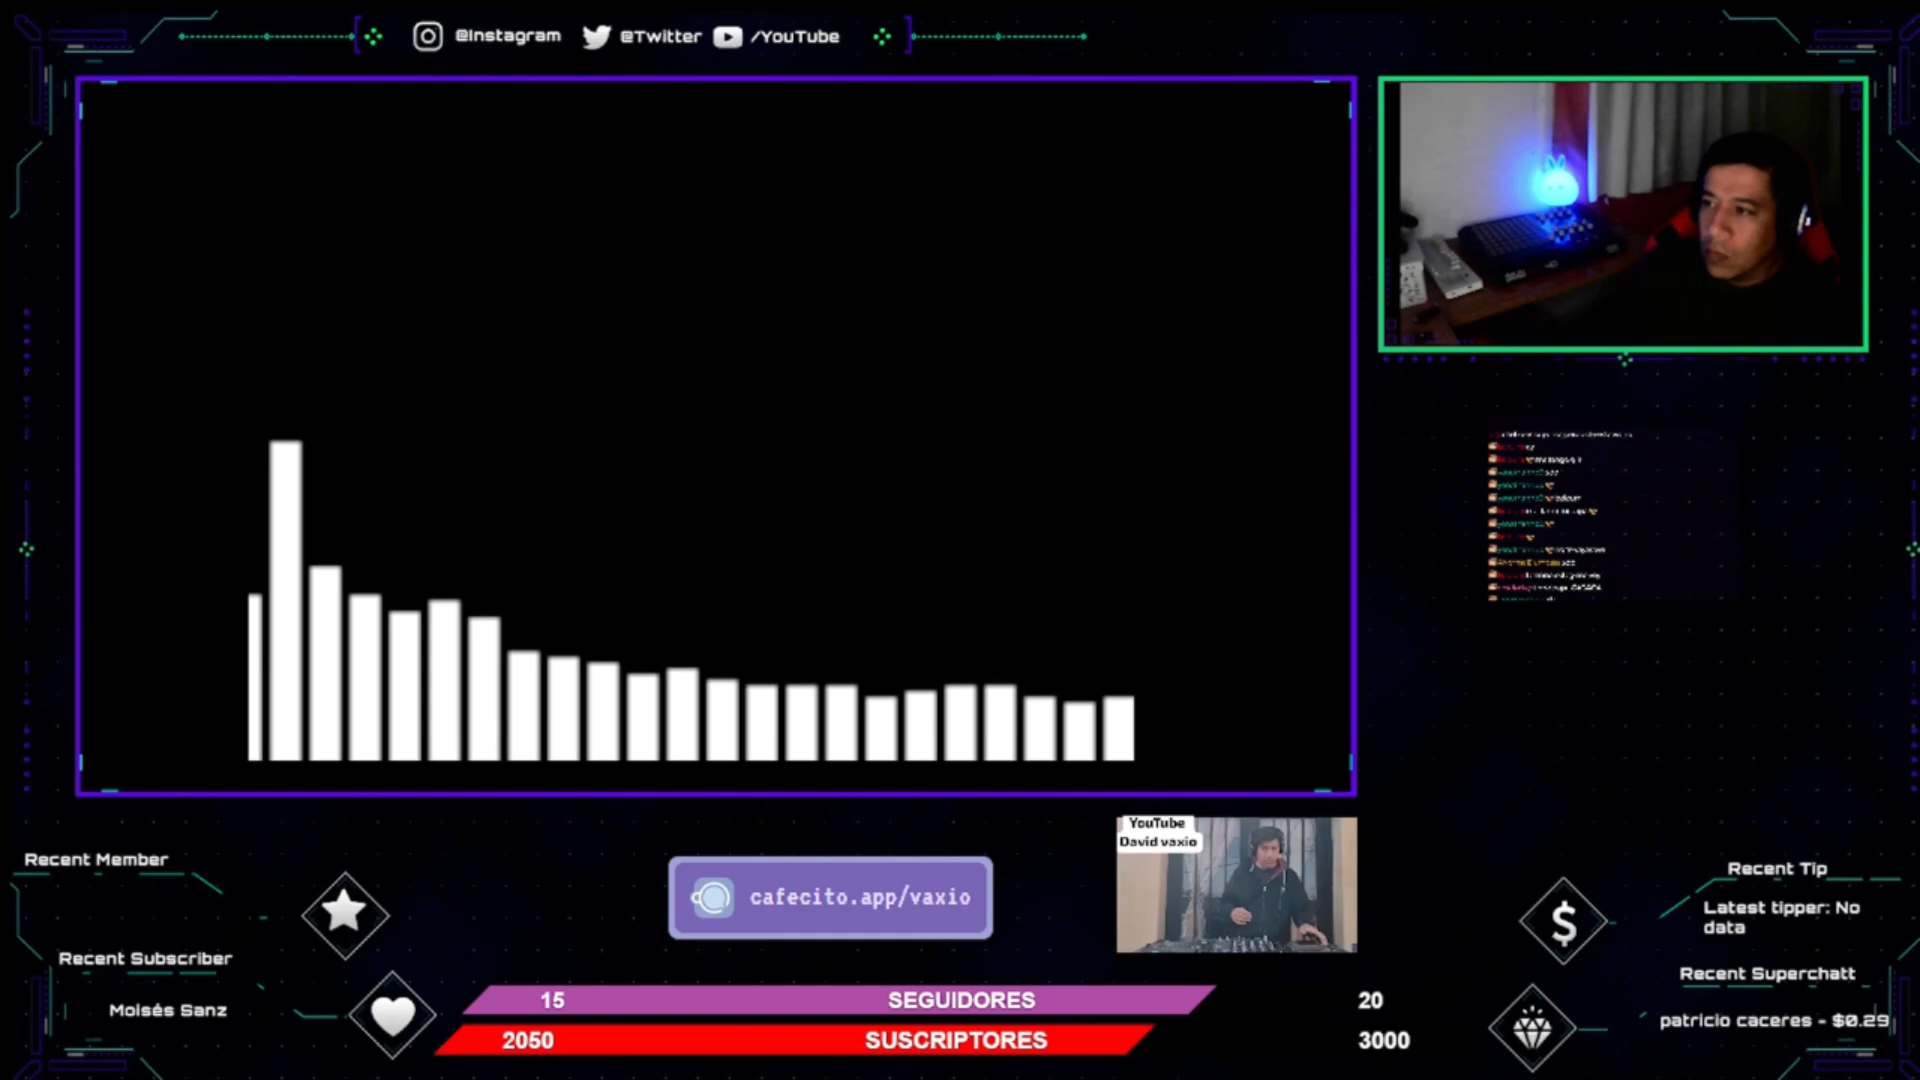 @Instagram
@Twitter
/YouTube
YouTube
David vaxio
Recent Member
cafecito.app/vaxio
Recent Tip
Latest tipper: No
data
Recent Subscriber
Moisés Sanz
Recent Superchatt
patricio caceres - $0.29
15 SEGUIDORES 20
2050 SUSCRIPTORES 3000